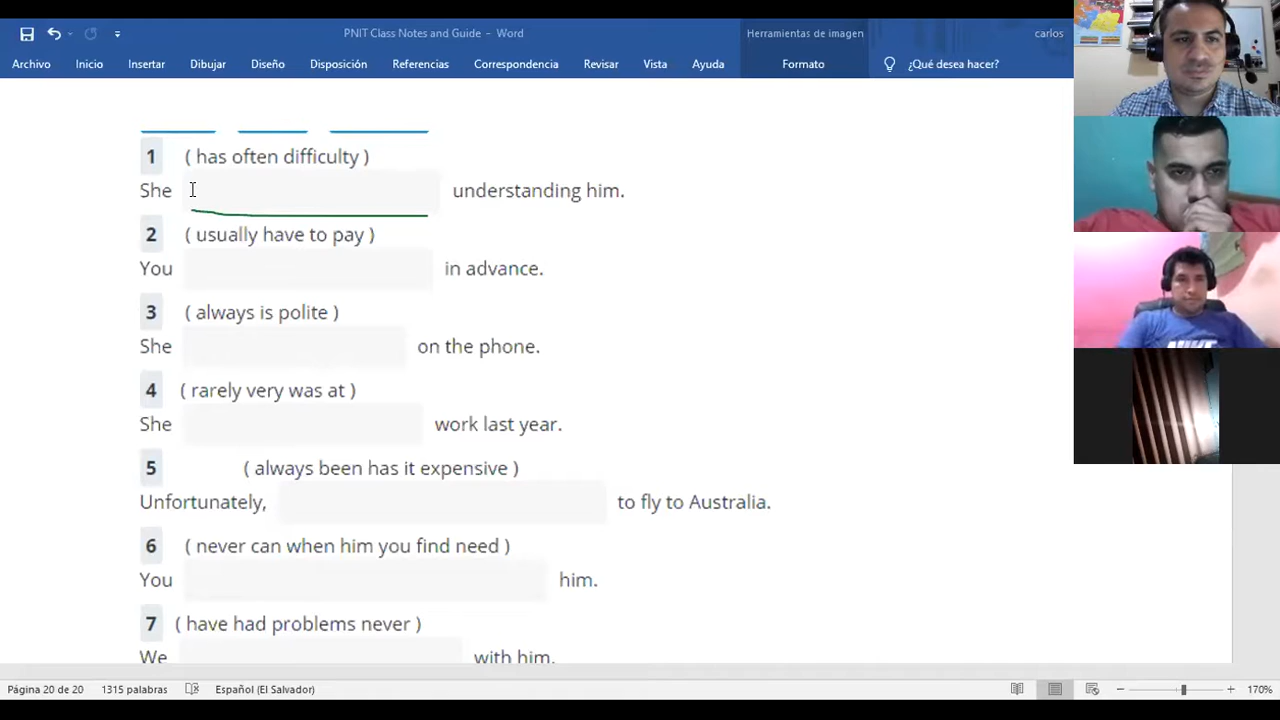 PNIT Class Notes and Guide - Word
Herramientas de imagen
carlos
Archivo Inicio Insertar Dibujar Diseño Disposición Referencias Correspondencia Revisar Vista Ayuda Formato ¿Qué desea hacer?
1 ( has often difficulty )
She understanding him.
2 ( usually have to pay )
You in advance.
3 ( always is polite )
She on the phone.
4 ( rarely very was at )
She work last year.
5 ( always been has it expensive )
Unfortunately, to fly to Australia.
6 ( never can when him you find need )
You him.
7 ( have had problems never )
We with him.
Página 20 de 20 1315 palabras Español (El Salvador) 170%